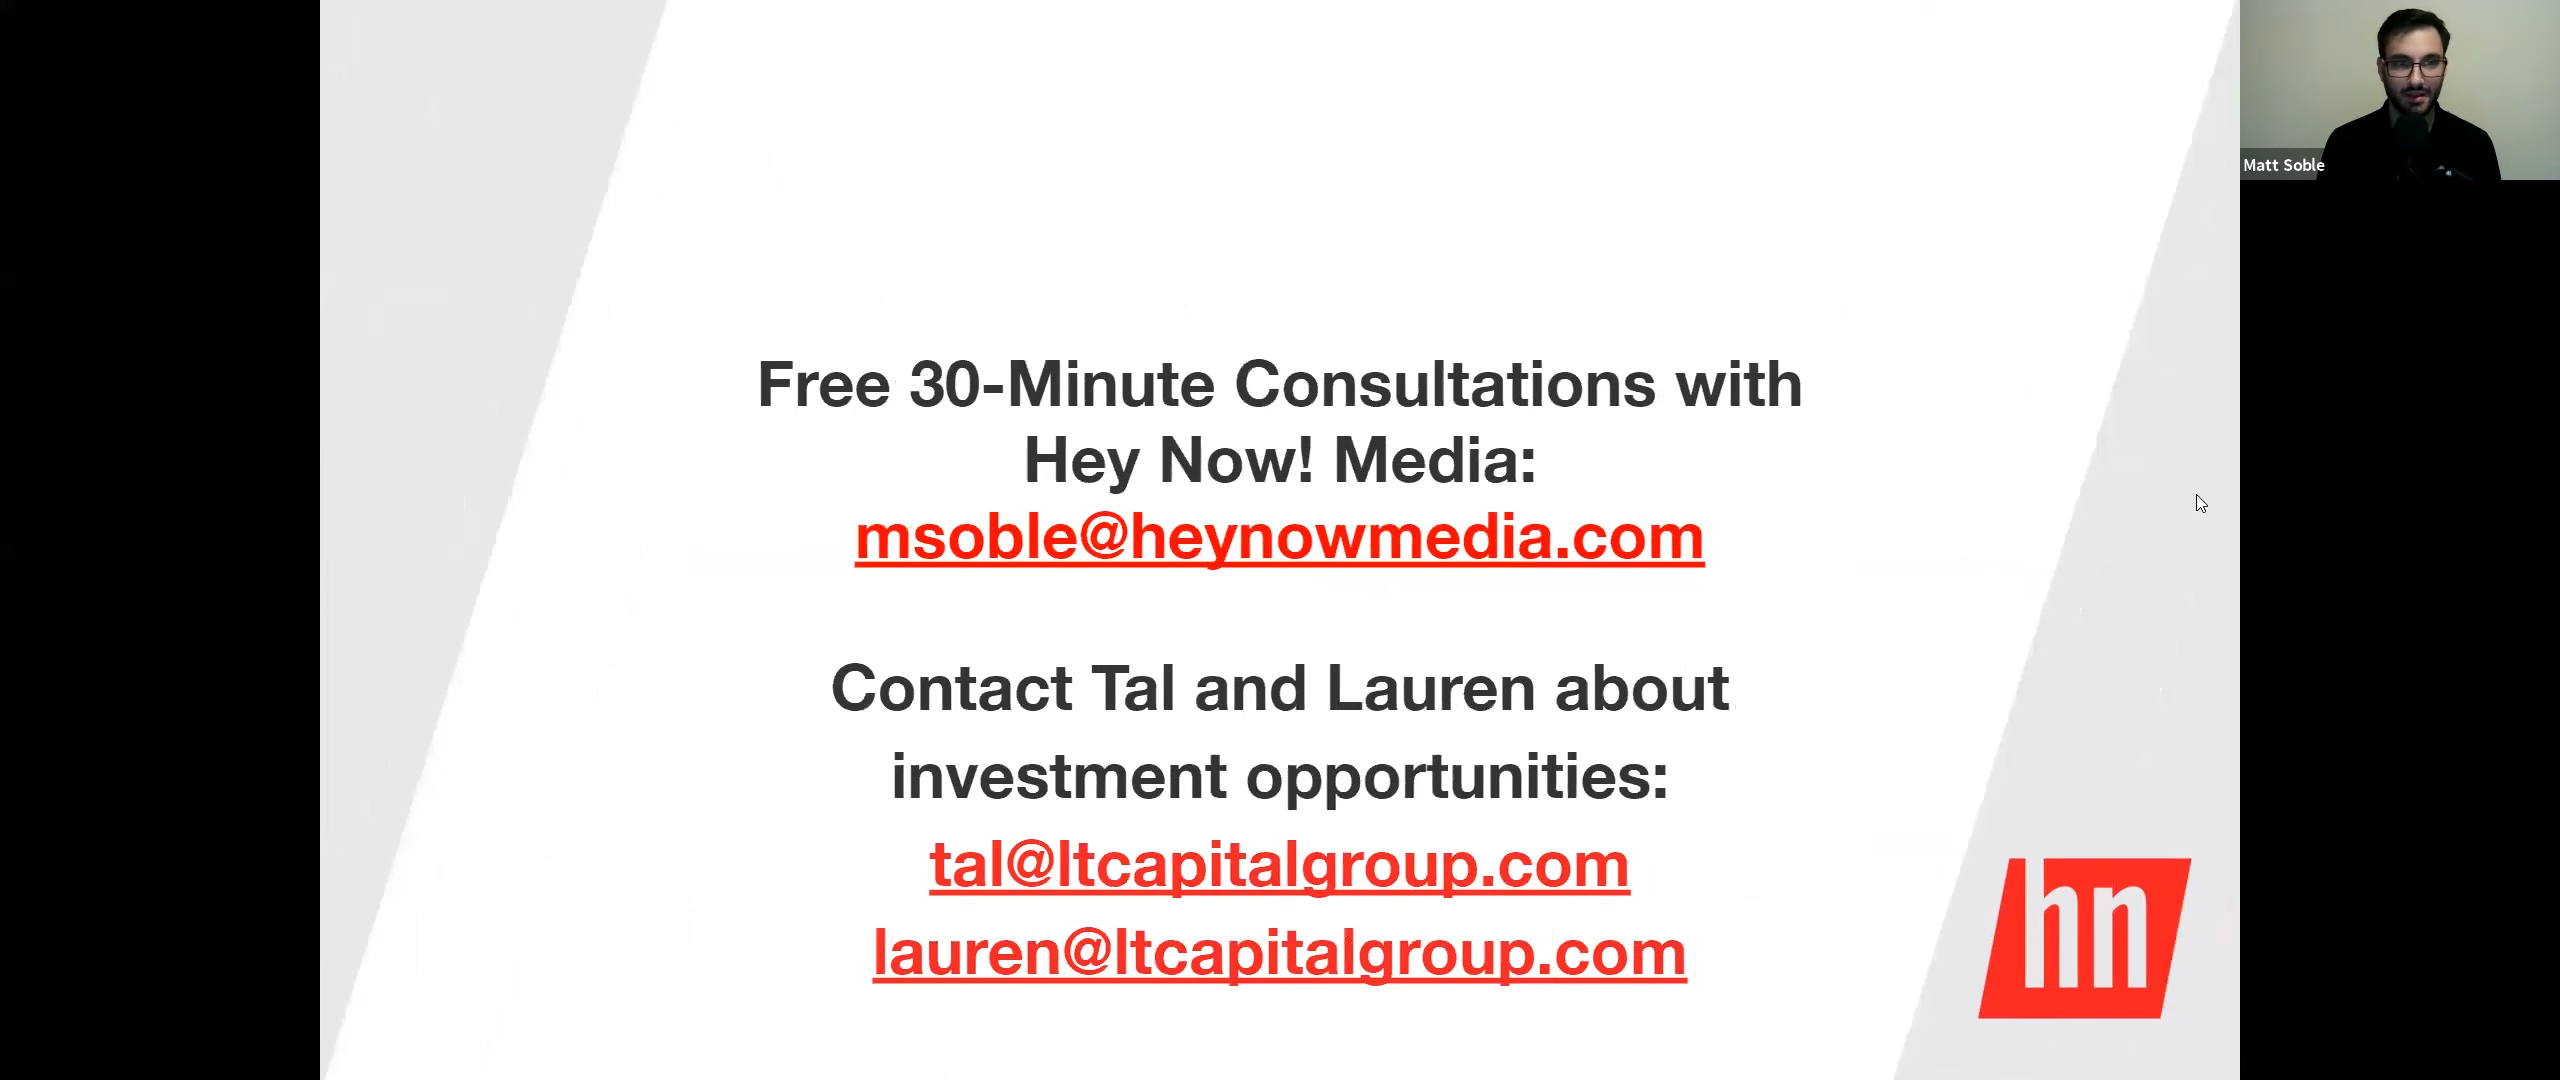 Matt Soble
Free 30-Minute Consultations with
Hey Now! Media:
msoble@heynowmedia.com
Contact Tal and Lauren about
investment opportunities:
tal@ltcapitalgroup.com
lauren@ltcapitalgroup.com
hn